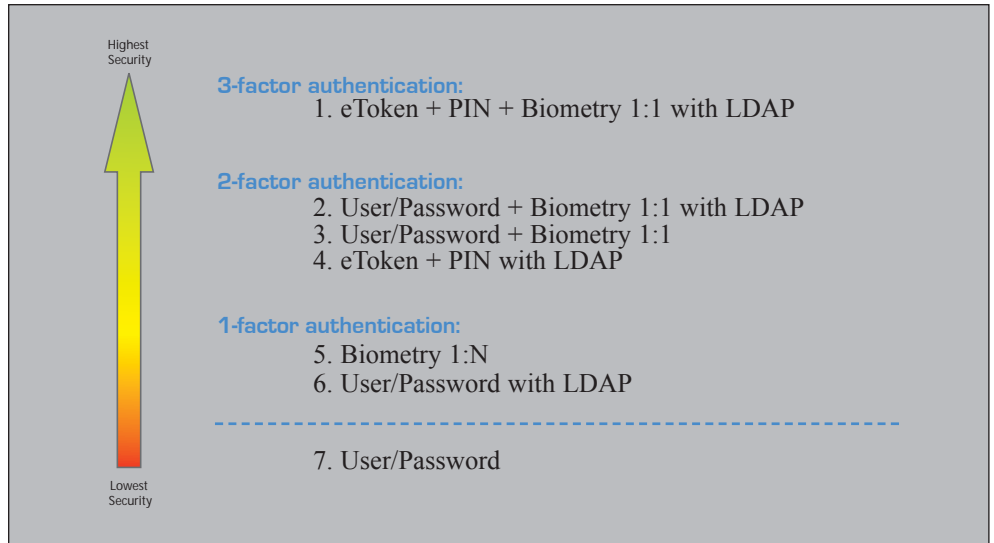 Highest
Security
3-factor authentication:
1. eToken + PIN + Biometry 1:1 with LDAP
2-factor authentication:
2. User/Password + Biometry 1:1 with LDAP
3. User/Password + Biometry 1:1
4. eToken + PIN with LDAP
1-factor authentication:
5. Biometry 1:N
6. User/Password with LDAP
7. User/Password
Lowest
Security